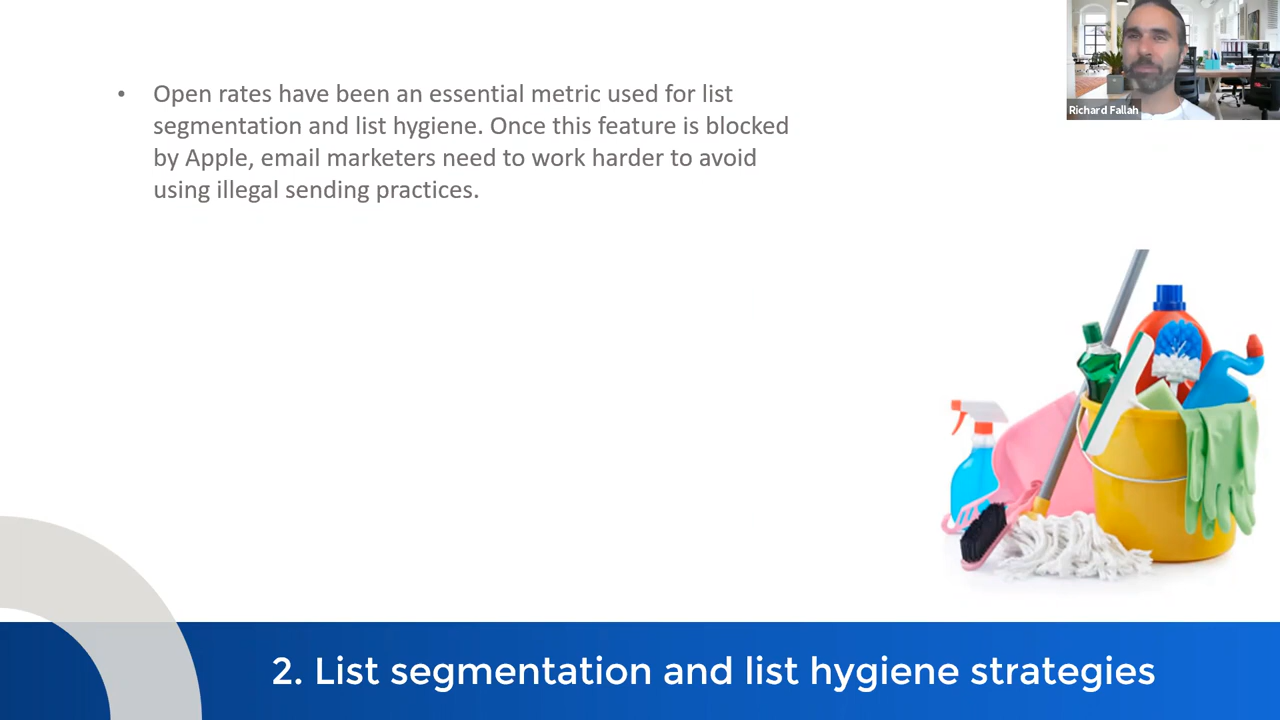 • Open rates have been an essential metric used for list
segmentation and list hygiene. Once this feature is blocked
by Apple, email marketers need to work harder to avoid
using illegal sending practices.
Richard Fallah
2. List segmentation and list hygiene strategies